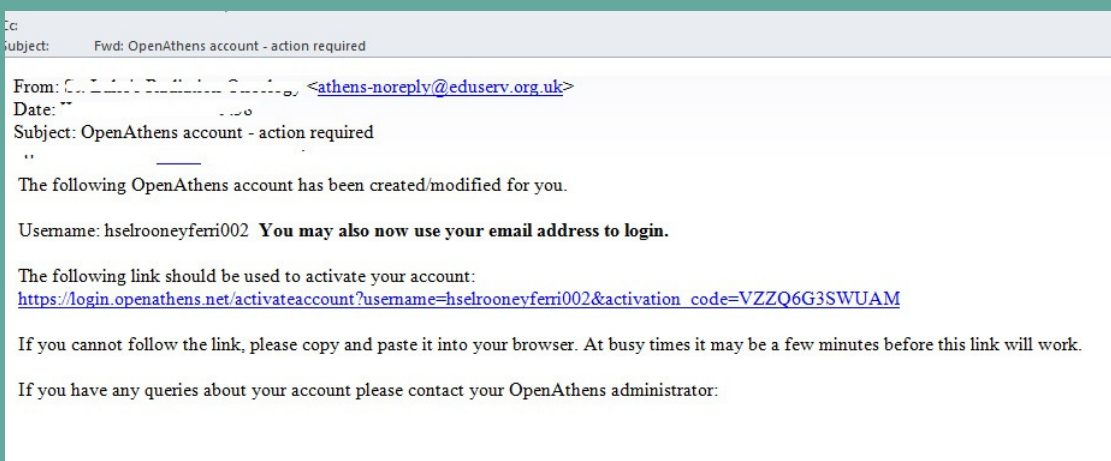 Cc:
Subject: Fwd: OpenAthens account - action required
From: <athens-noreply@eduserv.org.uk>
Date:
Subject: OpenAthens account - action required
The following OpenAthens account has been created/modified for you.
Username: hselrooneyferri002 You may also now use your email address to login.
The following link should be used to activate your account:
https://login.openathens.net/activateaccount?username=hselrooneyferri002&activation_code=VZZQ6G3SWUAM
If you cannot follow the link, please copy and paste it into your browser. At busy times it may be a few minutes before this link will work.
If you have any queries about your account please contact your OpenAthens administrator: